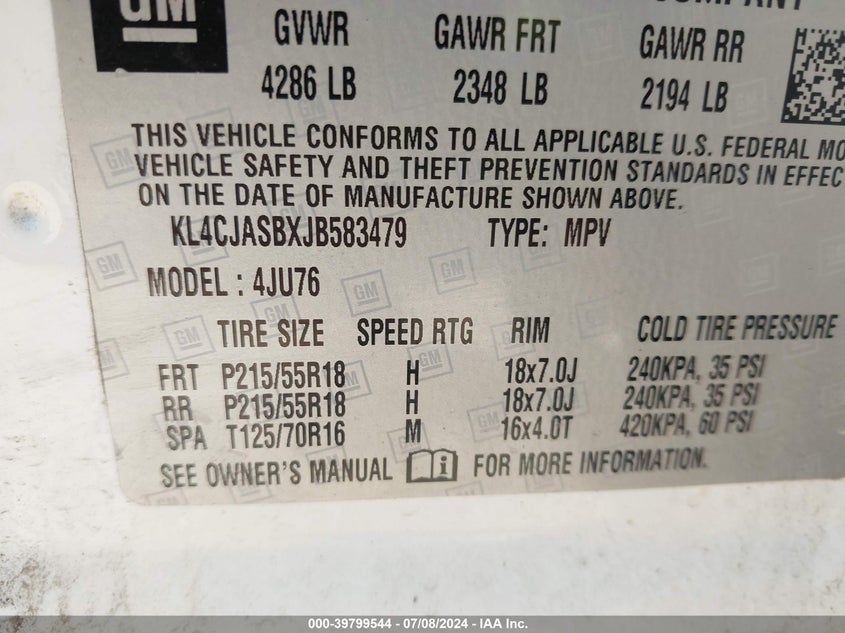 GM
COMPANY
GVWR GAWR FRT GAWR RR
4286 LB 2348 LB 2194 LB
THIS VEHICLE CONFORMS TO ALL APPLICABLE U.S. FEDERAL MO
VEHICLE SAFETY AND THEFT PREVENTION STANDARDS IN EFFEC
ON THE DATE OF MANUFACTURE SHOWN ABOVE.
KL4CJASBXJB583479 TYPE: MPV
MODEL : 4JU76
TIRE SIZE SPEED RTG RIM COLD TIRE PRESSURE
FRT P215/55R18 H 18x7.0J 240KPA, 35 PSI
RR P215/55R18 H 18x7.0J 240KPA, 35 PSI
SPA T125/70R16 M 16x4.0T 420KPA, 60 PSI
SEE OWNER'S MANUAL FOR MORE INFORMATION.
000-39799544 - 07/08/2024 - IAA Inc.